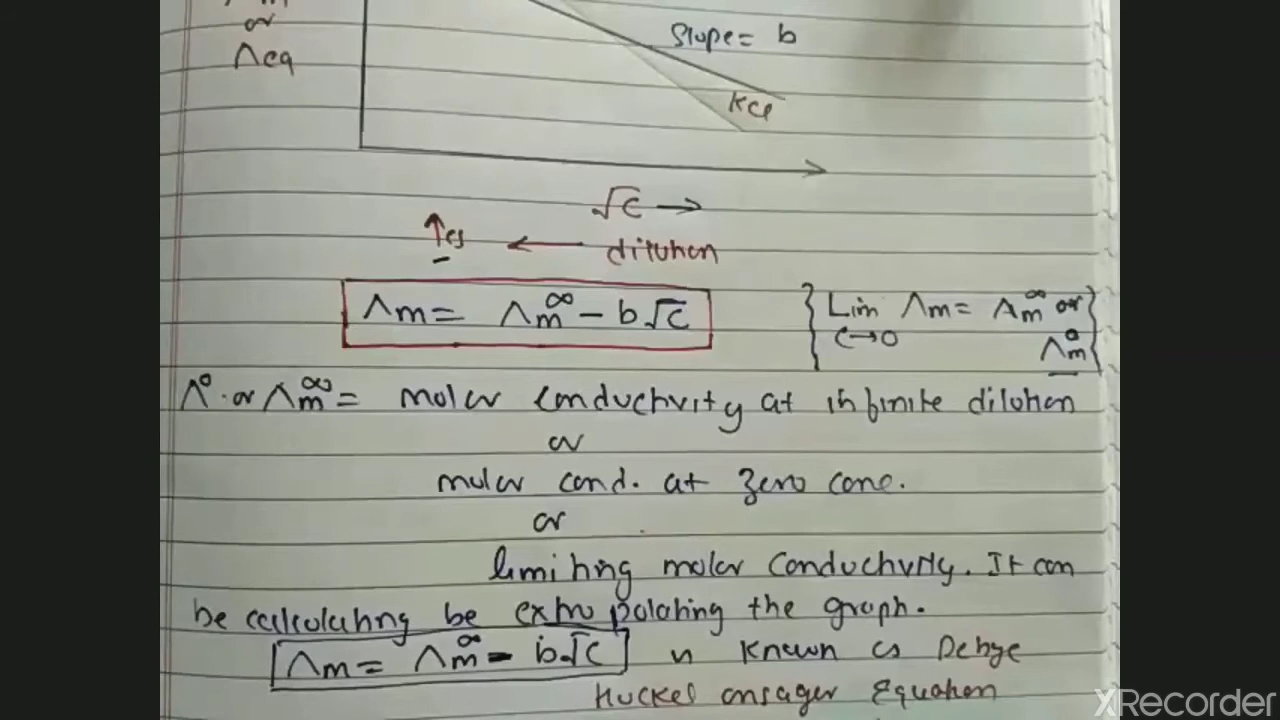 or
Λeq
Slope = b
KCl
√c →
↑es ← dilution
Λm = Λm^∞ - b√c
{ Lim Λm = Λm^∞ or }
C→0 Λm°
Λ° or Λm^∞ = molar conductivity at infinite dilution
or
molar cond. at zero conc.
or
limiting molar conductivity. It can
be calculating be extrapolating the graph.
Λm = Λm^∞ - b√c is known as Debye
Huckel onsager Equation
XRecorder